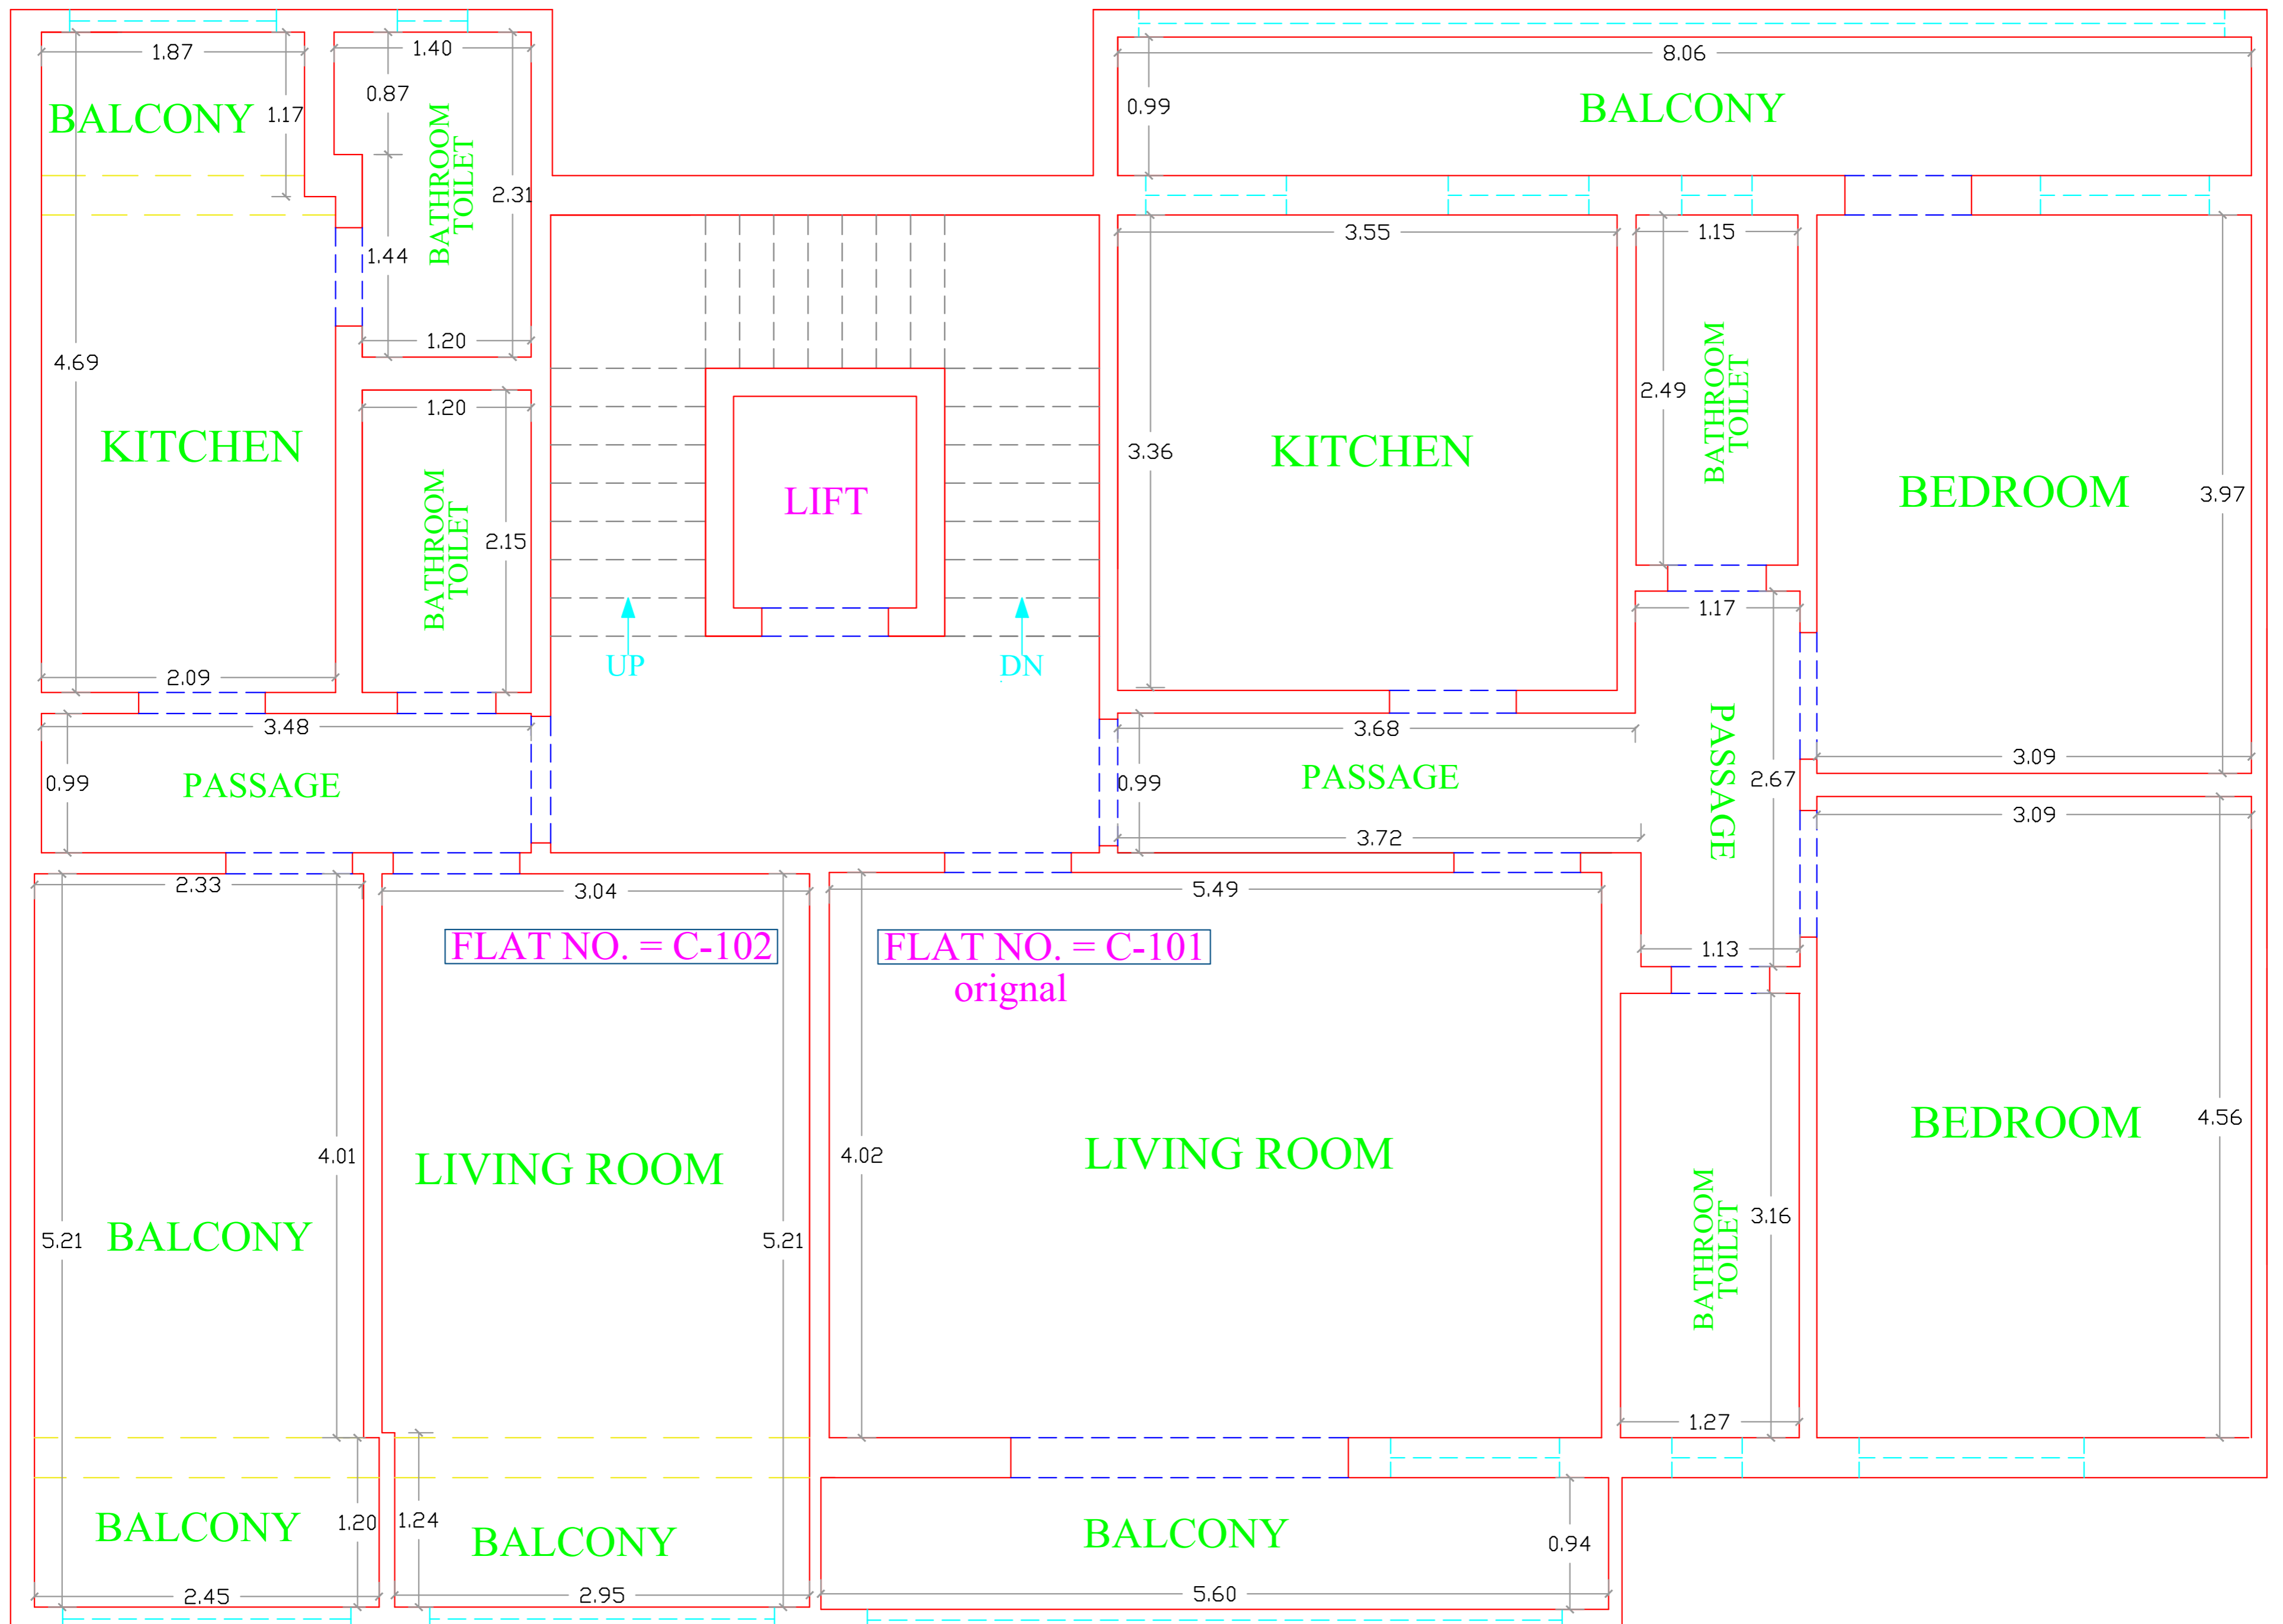 1.87
1.40
8.06
0.87
BALCONY
1.17
BATHROOM
TOILET
0.99
BALCONY
2.31
1.44
3.55
1.15
1.20
4.69
2.49
BATHROOM
TOILET
1.20
KITCHEN
3.36
KITCHEN
LIFT
BEDROOM
3.97
BATHROOM
TOILET
2.15
1.17
UP
DN
2.09
3.48
3.68
PASSAGE
3.09
0.99
PASSAGE
0.99
PASSAGE
2.67
3.72
3.09
2.33
3.04
5.49
FLAT NO. = C-102
FLAT NO. = C-101
orignal
1.13
4.01
LIVING ROOM
4.02
LIVING ROOM
BEDROOM
4.56
5.21
BALCONY
5.21
BATHROOM
TOILET
3.16
1.27
BALCONY
1.20
1.24
BALCONY
BALCONY
0.94
2.45
2.95
5.60